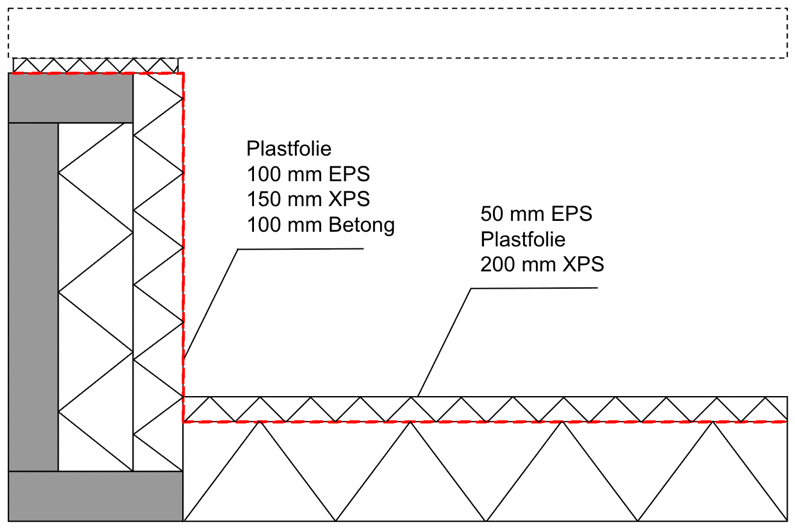 Plastfolie
100 mm EPS
150 mm XPS
100 mm Betong
50 mm EPS
Plastfolie
200 mm XPS